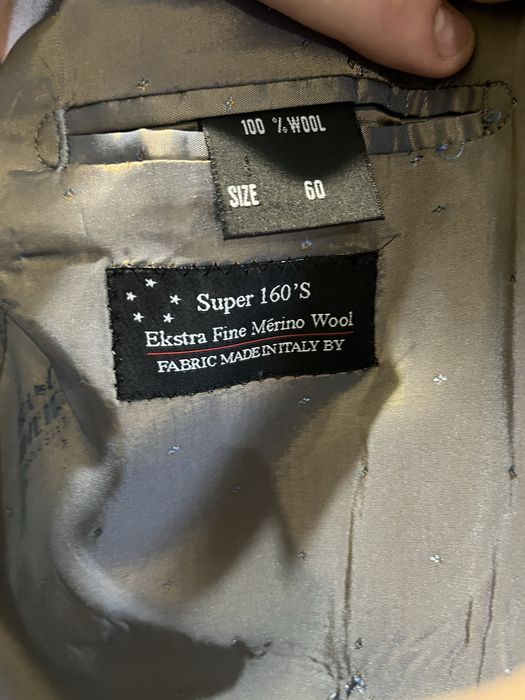 100 % WOOL
SIZE 60
Super 160'S
Ekstra Fine Mérino Wool
FABRIC MADE IN ITALY BY